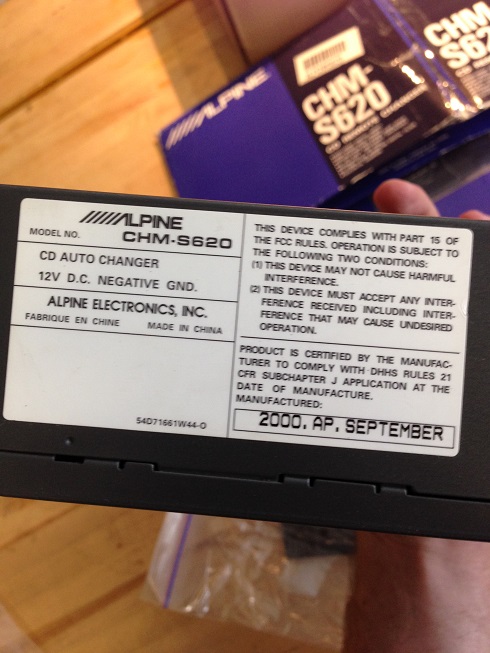 CHM-
S620
ALPINE
CHM-
S620
CD AUTO CHANGER
ALPINE
MODEL NO. CHM-S620
CD AUTO CHANGER
12V D.C. NEGATIVE GND.
ALPINE ELECTRONICS, INC.
FABRIQUE EN CHINE MADE IN CHINA
54D71661W44-O
THIS DEVICE COMPLIES WITH PART 15 OF
THE FCC RULES. OPERATION IS SUBJECT TO
THE FOLLOWING TWO CONDITIONS:
(1) THIS DEVICE MAY NOT CAUSE HARMFUL
INTERFERENCE.
(2) THIS DEVICE MUST ACCEPT ANY INTER-
FERENCE RECEIVED INCLUDING INTER-
FERENCE THAT MAY CAUSE UNDESIRED
OPERATION.
PRODUCT IS CERTIFIED BY THE MANUFAC-
TURER TO COMPLY WITH DHHS RULES 21
CFR SUBCHAPTER J APPLICATION AT THE
DATE OF MANUFACTURE.
MANUFACTURED:
2000. AP. SEPTEMBER